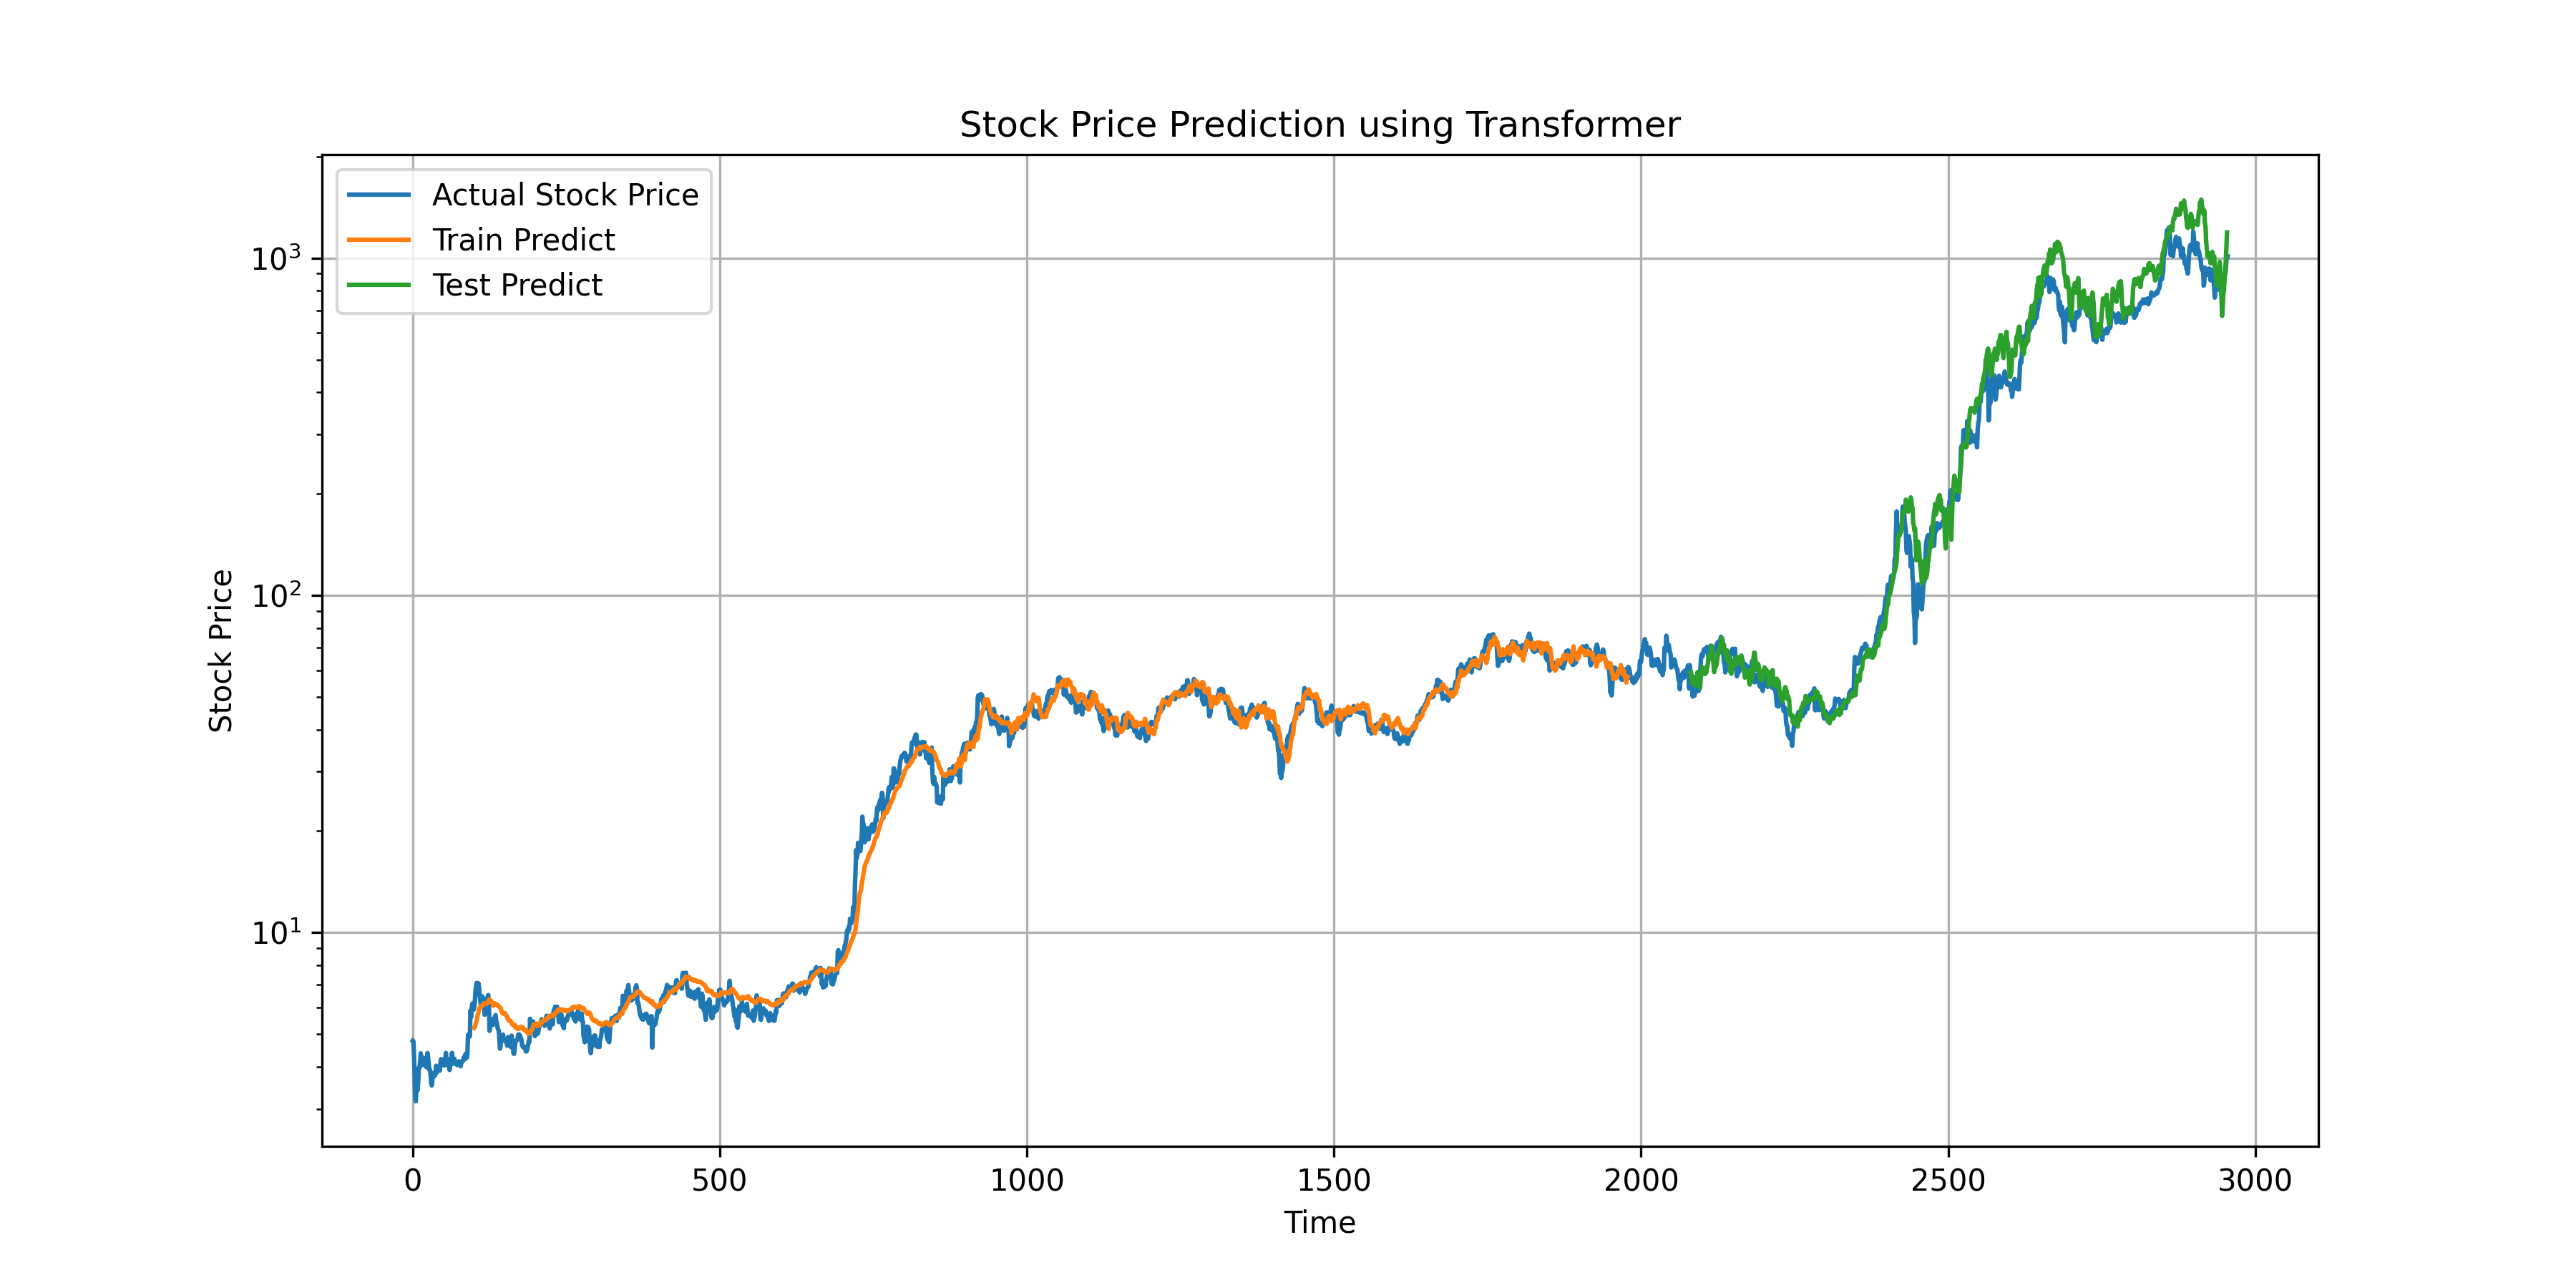 Stock Price Prediction using Transformer
Actual Stock Price
Train Predict
Test Predict
10³
10²
10¹
Stock Price
0 500 1000 1500 2000 2500 3000
Time